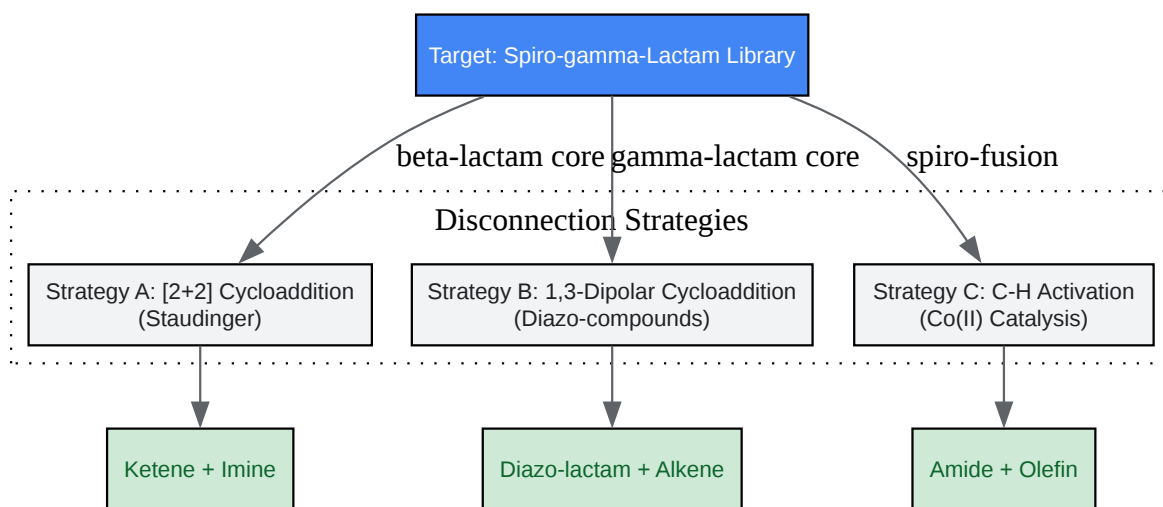 Target: Spiro-gamma-Lactam Library
beta-lactam core
gamma-lactam core
spiro-fusion
Disconnection Strategies
Strategy A: [2+2] Cycloaddition
(Staudinger)
Strategy B: 1,3-Dipolar Cycloaddition
(Diazo-compounds)
Strategy C: C-H Activation
(Co(II) Catalysis)
Ketene + Imine
Diazo-lactam + Alkene
Amide + Olefin